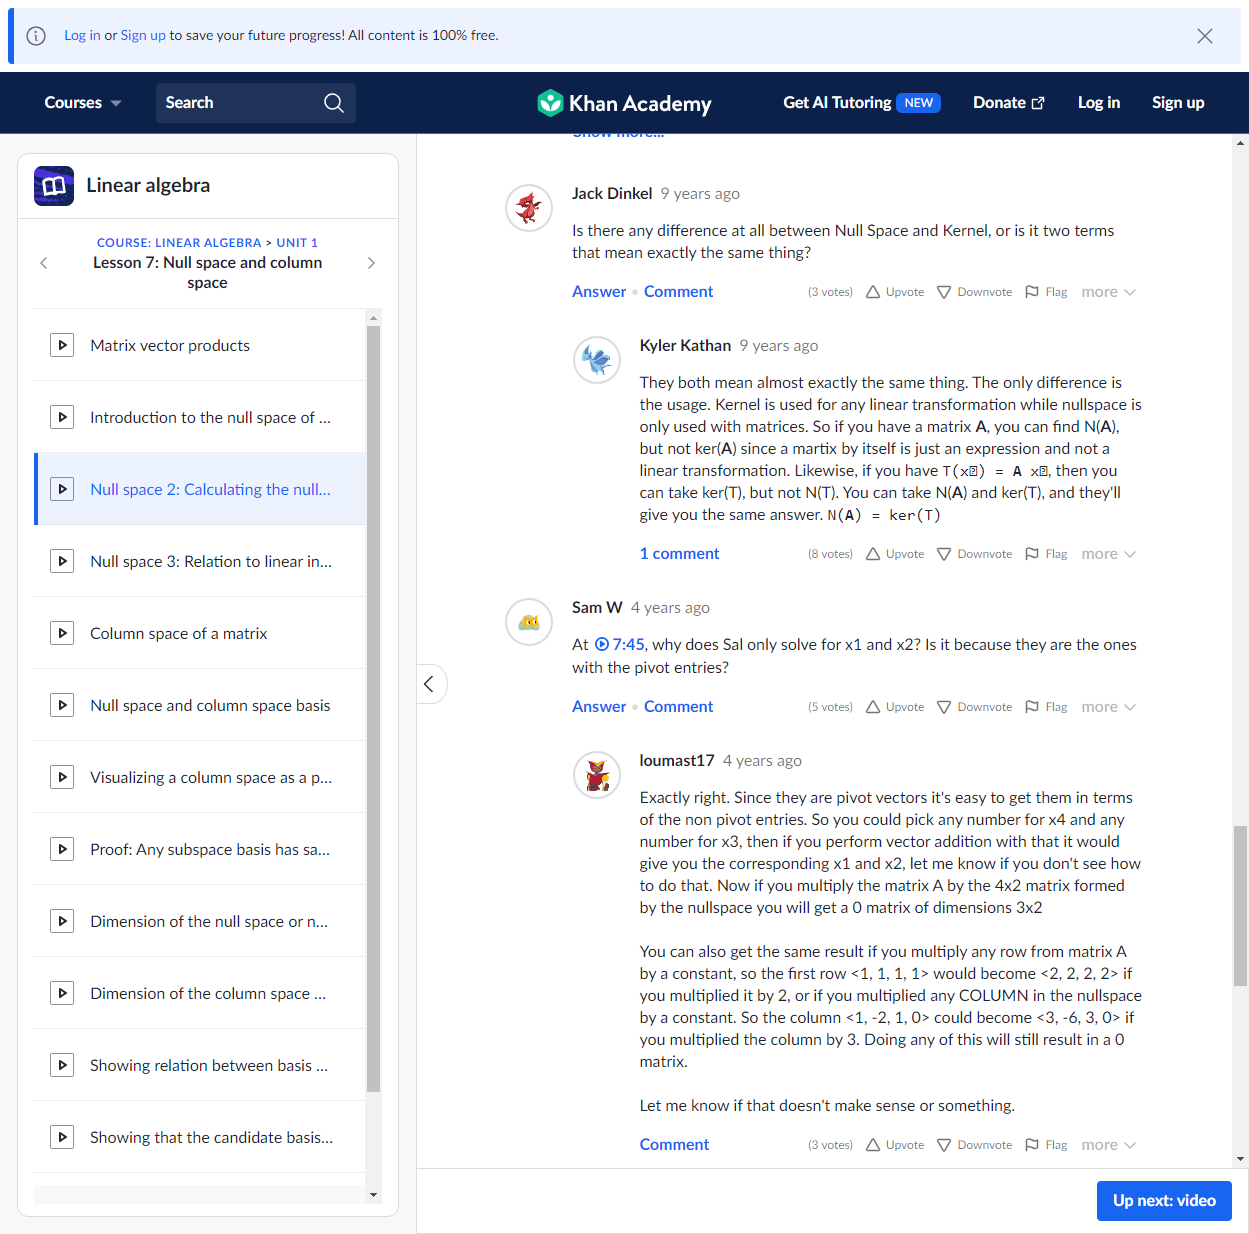 Log in or Sign up to save your future progress! All content is 100% free.
Courses
Search
Khan Academy
Get AI Tutoring NEW
Donate
Log in
Sign up
Linear algebra
COURSE: LINEAR ALGEBRA > UNIT 1
Lesson 7: Null space and column
space
Matrix vector products
Introduction to the null space of ...
Null space 2: Calculating the null...
Null space 3: Relation to linear in...
Column space of a matrix
Null space and column space basis
Visualizing a column space as a p...
Proof: Any subspace basis has sa...
Dimension of the null space or n...
Dimension of the column space ...
Showing relation between basis ...
Showing that the candidate basis...
Show more...
Jack Dinkel 9 years ago
Is there any difference at all between Null Space and Kernel, or is it two terms
that mean exactly the same thing?
Answer • Comment (3 votes) Upvote Downvote Flag more
Kyler Kathan 9 years ago
They both mean almost exactly the same thing. The only difference is
the usage. Kernel is used for any linear transformation while nullspace is
only used with matrices. So if you have a matrix A, you can find N(A),
but not ker(A) since a martix by itself is just an expression and not a
linear transformation. Likewise, if you have T(x) = A x, then you
can take ker(T), but not N(T). You can take N(A) and ker(T), and they'll
give you the same answer. N(A) = ker(T)
1 comment (8 votes) Upvote Downvote Flag more
Sam W 4 years ago
At 7:45, why does Sal only solve for x1 and x2? Is it because they are the ones
with the pivot entries?
Answer • Comment (5 votes) Upvote Downvote Flag more
loumast17 4 years ago
Exactly right. Since they are pivot vectors it's easy to get them in terms
of the non pivot entries. So you could pick any number for x4 and any
number for x3, then if you perform vector addition with that it would
give you the corresponding x1 and x2, let me know if you don't see how
to do that. Now if you multiply the matrix A by the 4x2 matrix formed
by the nullspace you will get a 0 matrix of dimensions 3x2
You can also get the same result if you multiply any row from matrix A
by a constant, so the first row <1, 1, 1, 1> would become <2, 2, 2, 2> if
you multiplied it by 2, or if you multiplied any COLUMN in the nullspace
by a constant. So the column <1, -2, 1, 0> could become <3, -6, 3, 0> if
you multiplied the column by 3. Doing any of this will still result in a 0
matrix.
Let me know if that doesn't make sense or something.
Comment (3 votes) Upvote Downvote Flag more
Up next: video